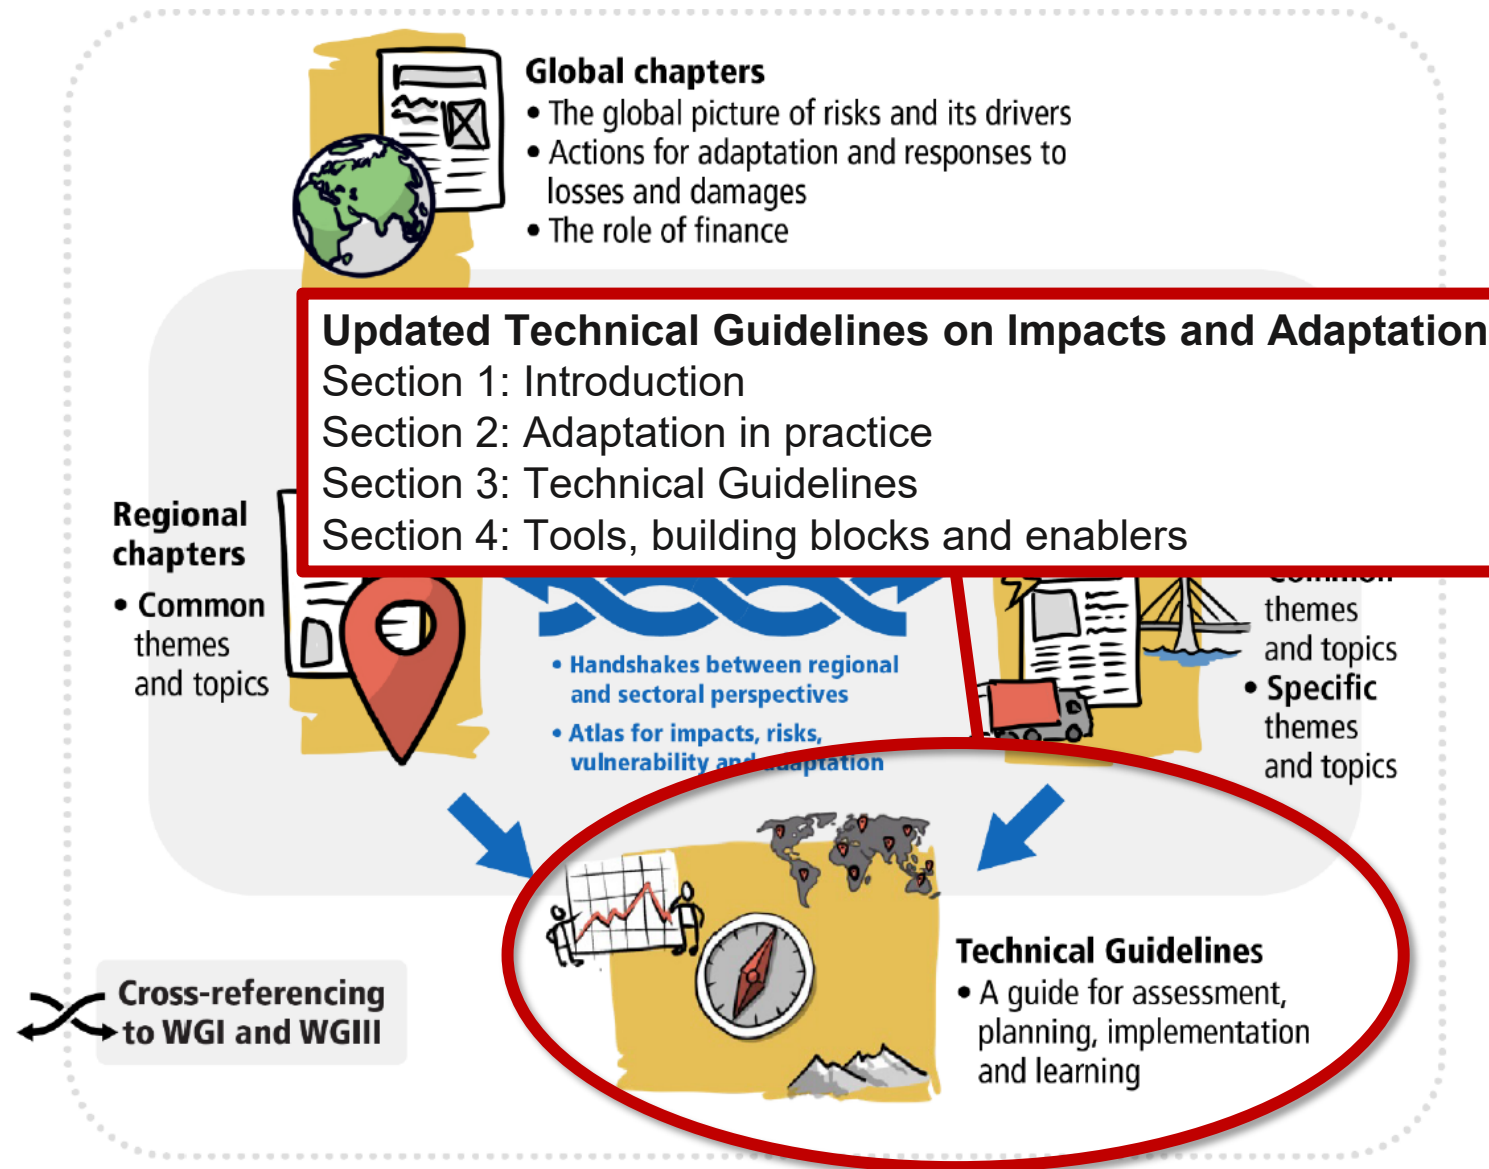 Global chapters
• The global picture of risks and its drivers
• Actions for adaptation and responses to
losses and damages
• The role of finance
Updated Technical Guidelines on Impacts and Adaptation
Section 1: Introduction
Section 2: Adaptation in practice
Section 3: Technical Guidelines
Section 4: Tools, building blocks and enablers
Regional
chapters
• Common
themes
and topics
• Handshakes between regional
and sectoral perspectives
• Atlas for impacts, risks,
vulnerability and adaptation
Common
themes
and topics
• Specific
themes
and topics
Technical Guidelines
• A guide for assessment,
planning, implementation
and learning
Cross-referencing
to WGI and WGIII